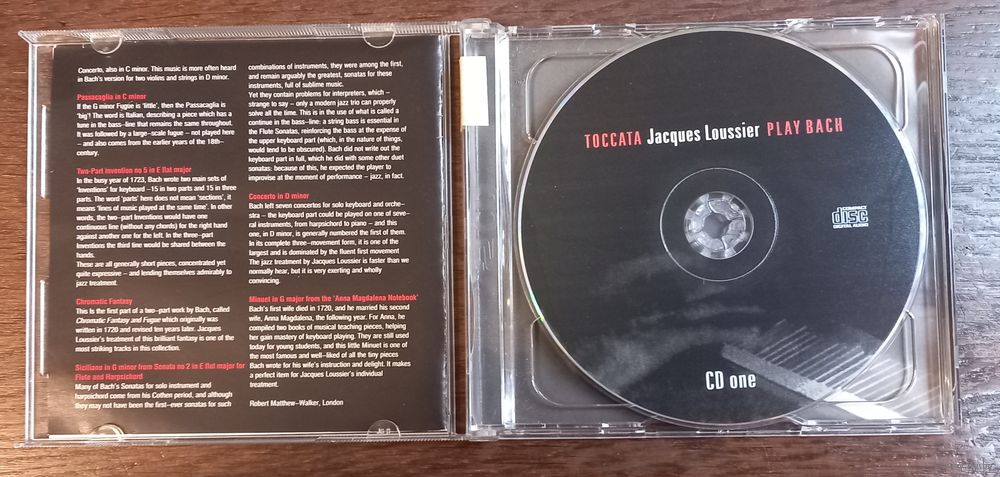 Concerto, also in C minor. This music is more often heard
in Bach's version for two violins and strings in D minor.
Passacaglia in C minor
If the G minor Fugue is 'little', then the Passacaglia is
'big'! The word is Italian, describing a piece which has a
tune in the bass–line that remains the same throughout.
It was followed by a large–scale fugue – not played here
– and also comes from the earlier years of the 18th–
century.
Two-Part Invention no 5 in E flat major
In the busy year of 1723, Bach wrote two main sets of
'Inventions' for keyboard –15 in two parts and 15 in three
parts. The word 'parts' here does not mean 'sections', it
means 'lines of music played at the same time'. In other
words, the two–part Inventions would have one
continuous line (without any chords) for the right hand
against another one for the left. In the three–part
Inventions the third line would be shared between the
hands.
These are all generally short pieces, concentrated yet
quite expressive – and lending themselves admirably to
jazz treatment.
Chromatic Fantasy
This Is the first part of a two–part work by Bach, called
Chromatic Fantasy and Fugue which originally was
written in 1720 and revised ten years later. Jacques
Loussier's treatment of this brilliant fantasy is one of the
most striking tracks in this collection.
Siciliano in G minor from Sonata no 2 in E flat major for
Flute and Harpsichord
Many of Bach's Sonatas for solo instrument and
harpsichord come from his Cothen period, and although
they may not have been the first–ever sonatas for such
combinations of instruments, they were among the first,
and remain arguably the greatest, sonatas for these
instruments, full of sublime music.
Yet they contain problems for interpreters, which –
strange to say – only a modern jazz trio can properly
solve all the time. This is in the use of what is called a
continue in the bass–line: a string bass is essential in
the Flute Sonatas, reinforcing the bass at the expense of
the upper keyboard part (which, in the nature of things,
would tend to be obscured). Bach did not write out the
keyboard part in full, which he did with some other duet
sonatas: because of this, he expected the player to
improvise at the moment of performance – jazz, in fact.
Concerto in D minor
Bach left seven concertos for solo keyboard and orche–
stra – the keyboard part could be played on one of seve–
ral instruments, from harpsichord to piano – and this
one, in D minor, is generally numbered the first of them.
In its complete three–movement form, it is one of the
largest and is dominated by the fluent first movement
The jazz treatment by Jacques Loussier is faster than we
normally hear, but it is very exerting and wholly
convincing.
Minuet in G major from the 'Anna Magdalena Notebook'
Bach's first wife died in 1720, and he married his second
wife, Anna Magdalena, the following year. For Anna, he
compiled two books of musical teaching pieces, helping
her gain mastery of keyboard playing. They are still used
today for young students, and this little Minuet is one of
the most famous and well–liked of all the tiny pieces
Bach wrote for his wife's instruction and delight. It makes
a perfect item for Jacques Loussier's individual
treatment.
Robert Matthew–Walker, London
TOCCATA Jacques Loussier PLAY BACH
COMPACT
disc
DIGITAL AUDIO
CD one